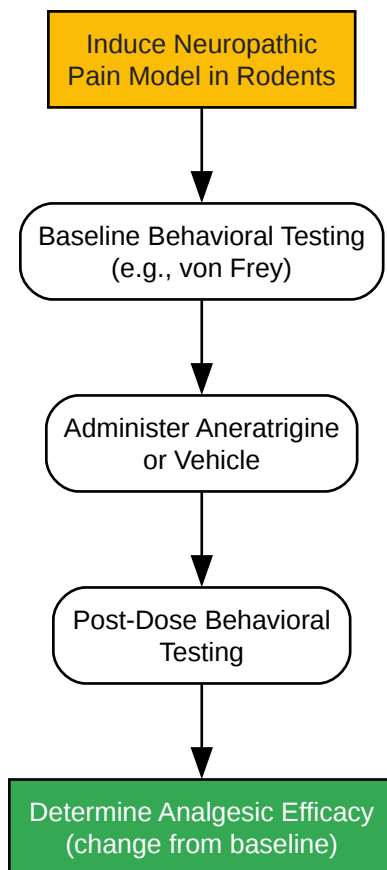 Induce Neuropathic
Pain Model in Rodents
Baseline Behavioral Testing
(e.g., von Frey)
Administer Aneratrigine
or Vehicle
Post-Dose Behavioral
Testing
Determine Analgesic Efficacy
(change from baseline)